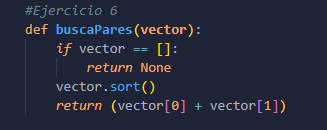 #Ejercicio 6
def buscaPares(vector):
    if vector == []:
        return None
    vector.sort()
    return (vector[0] + vector[1])